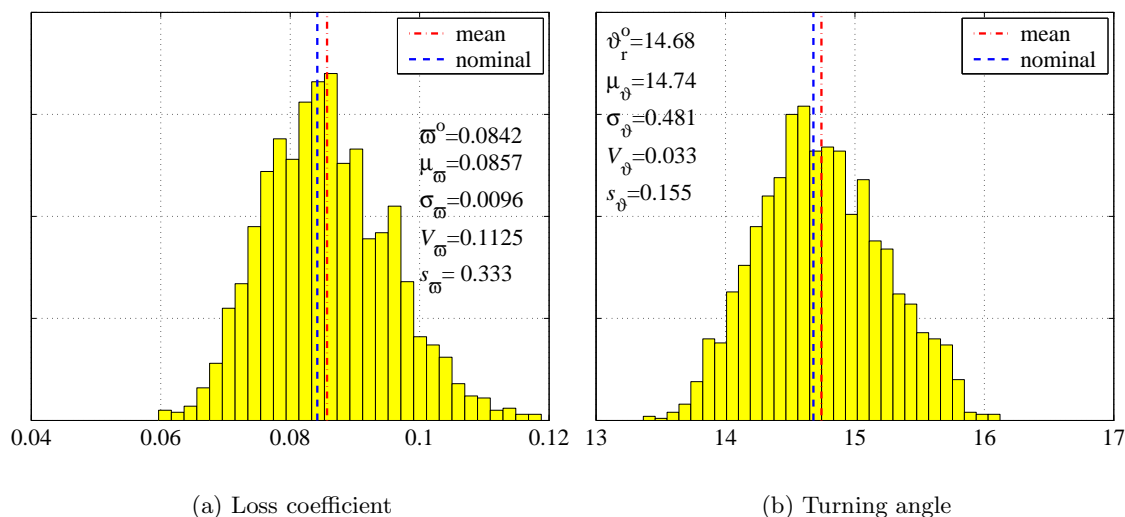 mean
nominal
ϖ°=0.0842
μ_ϖ=0.0857
σ_ϖ=0.0096
V_ϖ=0.1125
s_ϖ= 0.333
0.04 0.06 0.08 0.1 0.12
(a) Loss coefficient
mean
nominal
ϑ_r°=14.68
μ_ϑ=14.74
σ_ϑ=0.481
V_ϑ=0.033
s_ϑ=0.155
13 14 15 16 17
(b) Turning angle